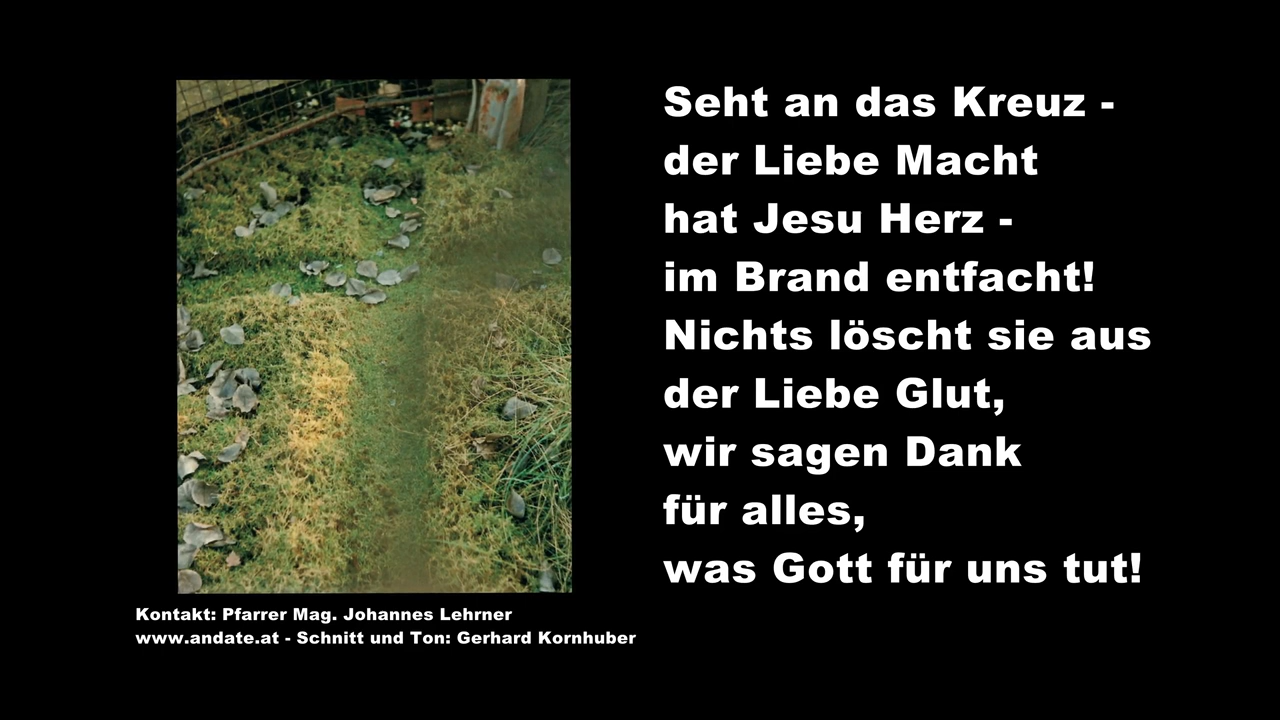 Seht an das Kreuz -
der Liebe Macht
hat Jesu Herz -
im Brand entfacht!
Nichts löscht sie aus
der Liebe Glut,
wir sagen Dank
für alles,
was Gott für uns tut!
Kontakt: Pfarrer Mag. Johannes Lehrner
www.andate.at - Schnitt und Ton: Gerhard Kornhuber